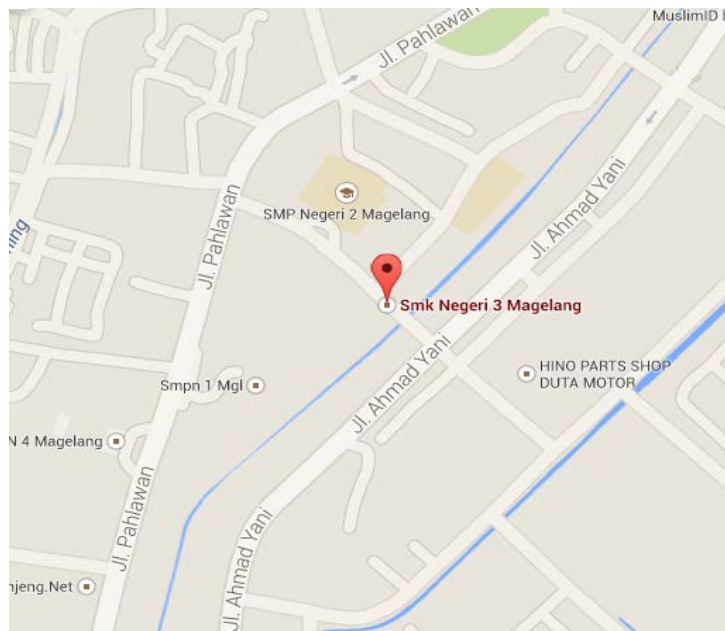 MuslimID
Jl. Pahlawan
SMP Negeri 2 Magelang
Jl. Ahmad Yani
Jl. Pahlawan
ning
Smk Negeri 3 Magelang
HINO PARTS SHOP
DUTA MOTOR
Jl. Ahmad Yani
Smpn 1 Mgl
N 4 Magelang
Jl. Pahlawan
njeng.Net
Jl. Ahmad Yani